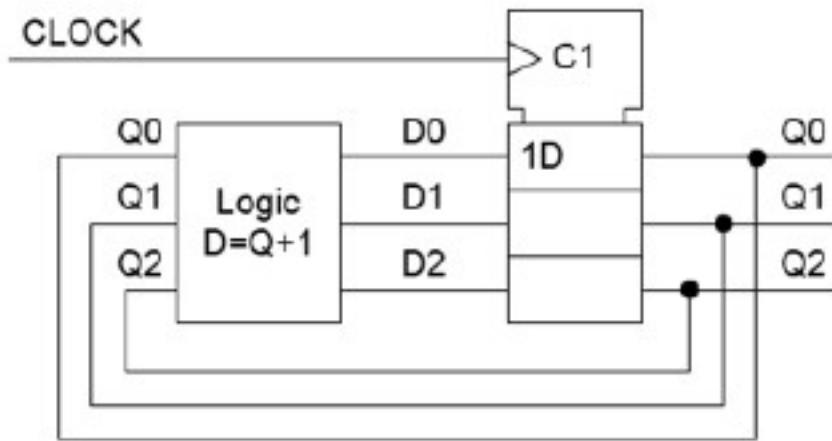 CLOCK
C1
Q0 D0 1D Q0
Q1 Logic D1 Q1
D=Q+1
Q2 D2 Q2